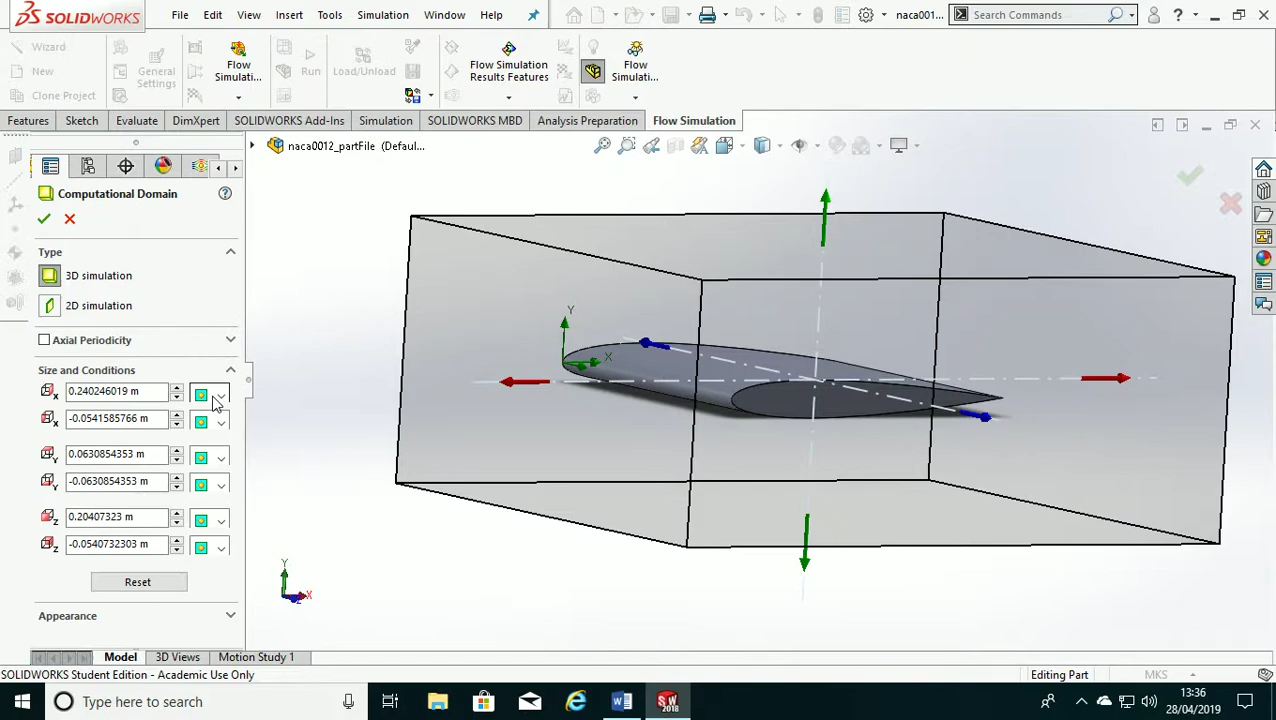 SOLIDWORKS
File Edit View Insert Tools Simulation Window Help
naca001...
Search Commands
Wizard
New
Clone Project
General Settings
Flow Simulati...
Run
Load/Unload
Flow Simulation Results Features
Flow Simulati...
Features Sketch Evaluate DimXpert SOLIDWORKS Add-Ins Simulation SOLIDWORKS MBD Analysis Preparation Flow Simulation
naca0012_partFile (Defaul...
Computational Domain
Type
3D simulation
2D simulation
Axial Periodicity
Size and Conditions
X 0.240246019 m
X -0.0541585766 m
Y 0.0630854353 m
Y -0.0630854353 m
Z 0.20407323 m
Z -0.0540732303 m
Reset
Appearance
Y
X
Y
X
Z
Model 3D Views Motion Study 1
SOLIDWORKS Student Edition - Academic Use Only
Editing Part
MKS
Type here to search
SW 2018
13:36
28/04/2019